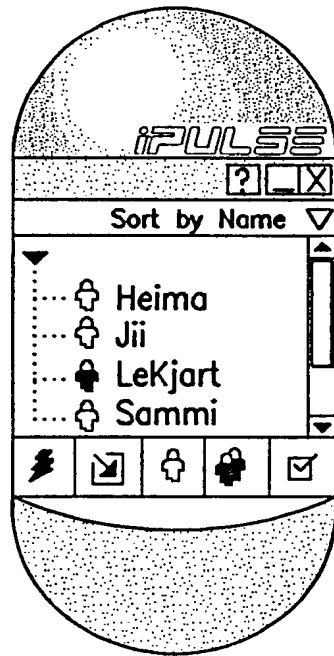 iPULSE
? _ X
Sort by Name
Heima
Jii
LeKjart
Sammi